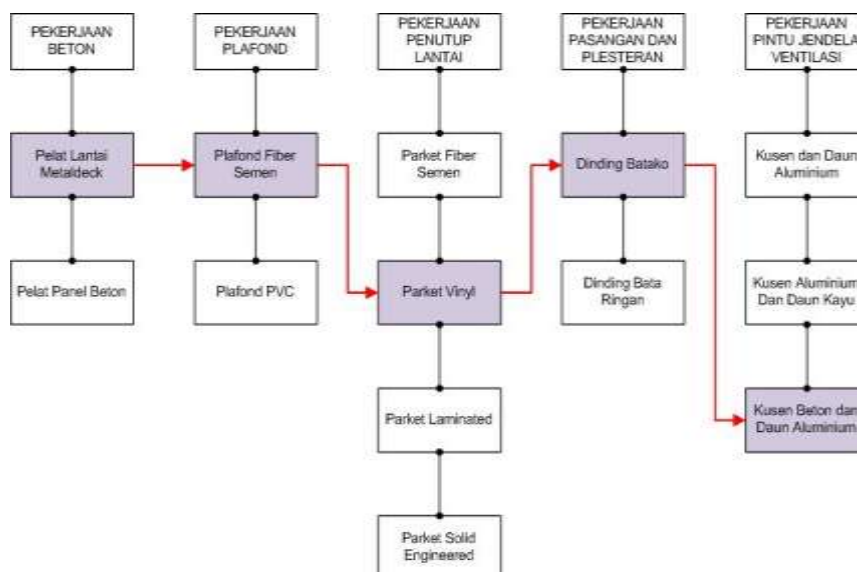 PEKERJAAN
BETON
PEKERJAAN
PLAFOND
PEKERJAAN
PENUTUP
LANTAI
PEKERJAAN
PASANGAN DAN
PLESTERAN
PEKERJAAN
PINTU JENDELA
VENTILASI
Pelat Lantai
Metaldeck
Plafond Fiber
Semen
Parket Fiber
Semen
Dinding Batako
Kusen dan Daun
Aluminium
Pelat Panel Beton
Plafond PVC
Parket Vinyl
Dinding Bata
Ringan
Kusen Aluminium
Dan Daun Kayu
Parket Laminated
Kusen Beton dan
Daun Aluminium
Parket Solid
Engineered